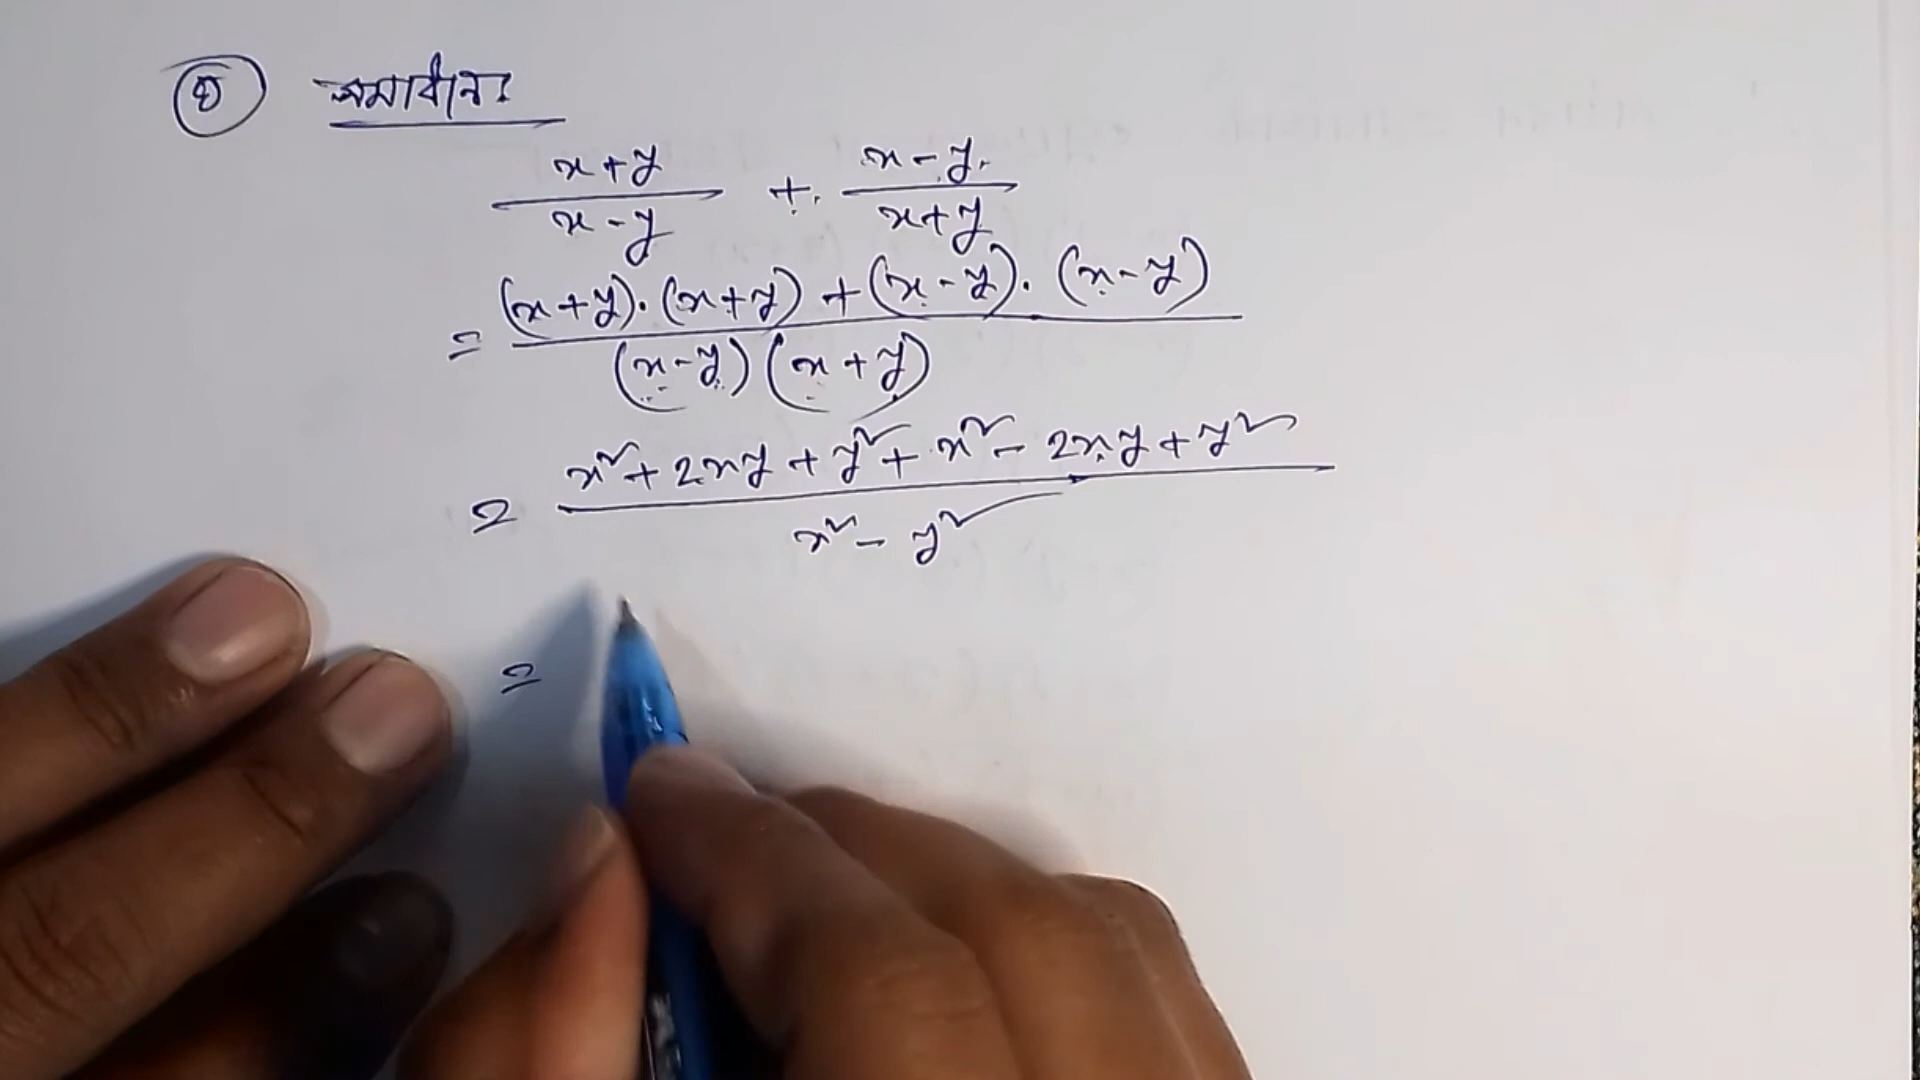 ঘ সমাধানঃ
x+y/x-y + x-y/x+y
= (x+y).(x+y)+(x-y).(x-y)/(x-y)(x+y)
= x²+2xy+y²+x²-2xy+y²/x²-y²
=